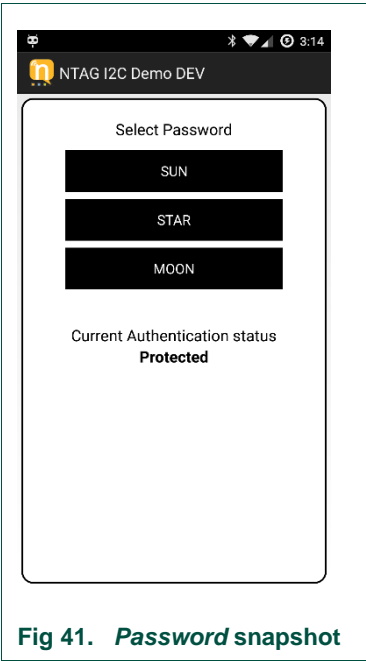 3:14
NTAG I2C Demo DEV
Select Password
SUN
STAR
MOON
Current Authentication status
Protected
Fig 41. Password snapshot